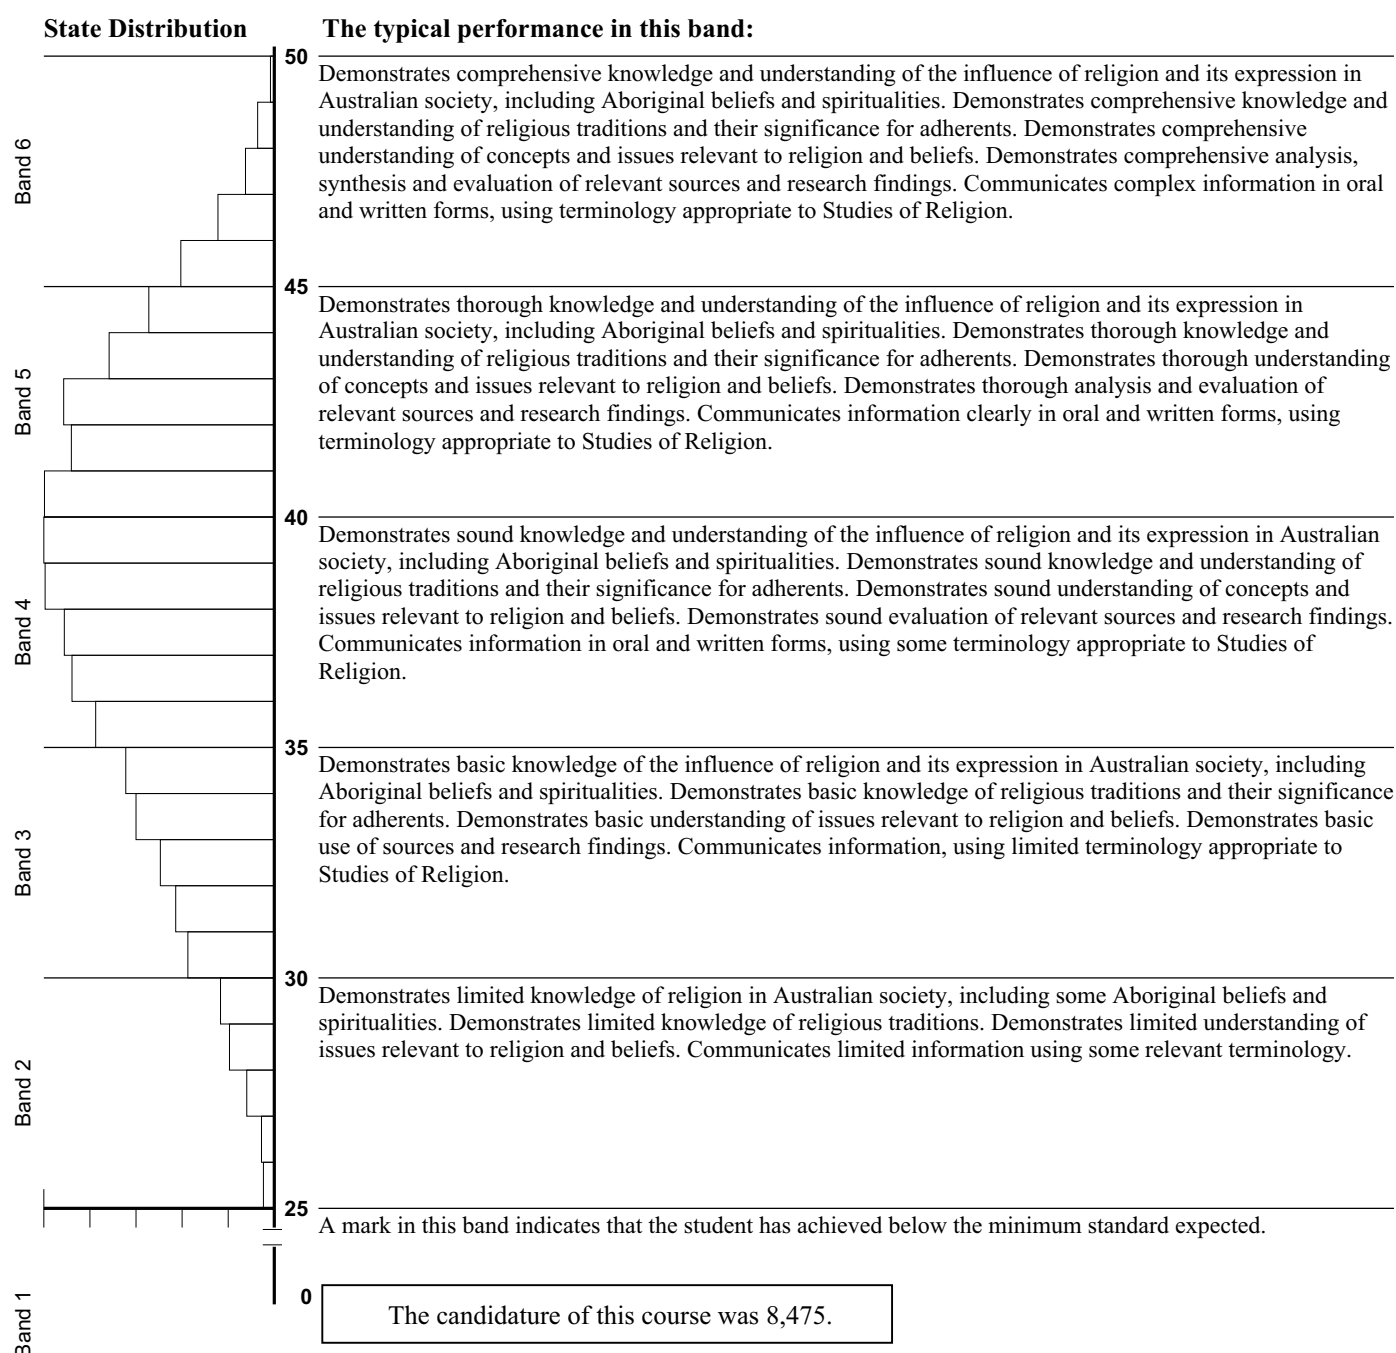 State Distribution
The typical performance in this band:
50
Demonstrates comprehensive knowledge and understanding of the influence of religion and its expression in
Australian society, including Aboriginal beliefs and spiritualities. Demonstrates comprehensive knowledge and
understanding of religious traditions and their significance for adherents. Demonstrates comprehensive
understanding of concepts and issues relevant to religion and beliefs. Demonstrates comprehensive analysis,
synthesis and evaluation of relevant sources and research findings. Communicates complex information in oral
and written forms, using terminology appropriate to Studies of Religion.
Band 6
45
Demonstrates thorough knowledge and understanding of the influence of religion and its expression in
Australian society, including Aboriginal beliefs and spiritualities. Demonstrates thorough knowledge and
understanding of religious traditions and their significance for adherents. Demonstrates thorough understanding
of concepts and issues relevant to religion and beliefs. Demonstrates thorough analysis and evaluation of
relevant sources and research findings. Communicates information clearly in oral and written forms, using
terminology appropriate to Studies of Religion.
Band 5
40
Demonstrates sound knowledge and understanding of the influence of religion and its expression in Australian
society, including Aboriginal beliefs and spiritualities. Demonstrates sound knowledge and understanding of
religious traditions and their significance for adherents. Demonstrates sound understanding of concepts and
issues relevant to religion and beliefs. Demonstrates sound evaluation of relevant sources and research findings.
Communicates information in oral and written forms, using some terminology appropriate to Studies of
Religion.
Band 4
35
Demonstrates basic knowledge of the influence of religion and its expression in Australian society, including
Aboriginal beliefs and spiritualities. Demonstrates basic knowledge of religious traditions and their significance
for adherents. Demonstrates basic understanding of issues relevant to religion and beliefs. Demonstrates basic
use of sources and research findings. Communicates information, using limited terminology appropriate to
Studies of Religion.
Band 3
30
Demonstrates limited knowledge of religion in Australian society, including some Aboriginal beliefs and
spiritualities. Demonstrates limited knowledge of religious traditions. Demonstrates limited understanding of
issues relevant to religion and beliefs. Communicates limited information using some relevant terminology.
Band 2
25
A mark in this band indicates that the student has achieved below the minimum standard expected.
0
The candidature of this course was 8,475.
Band 1